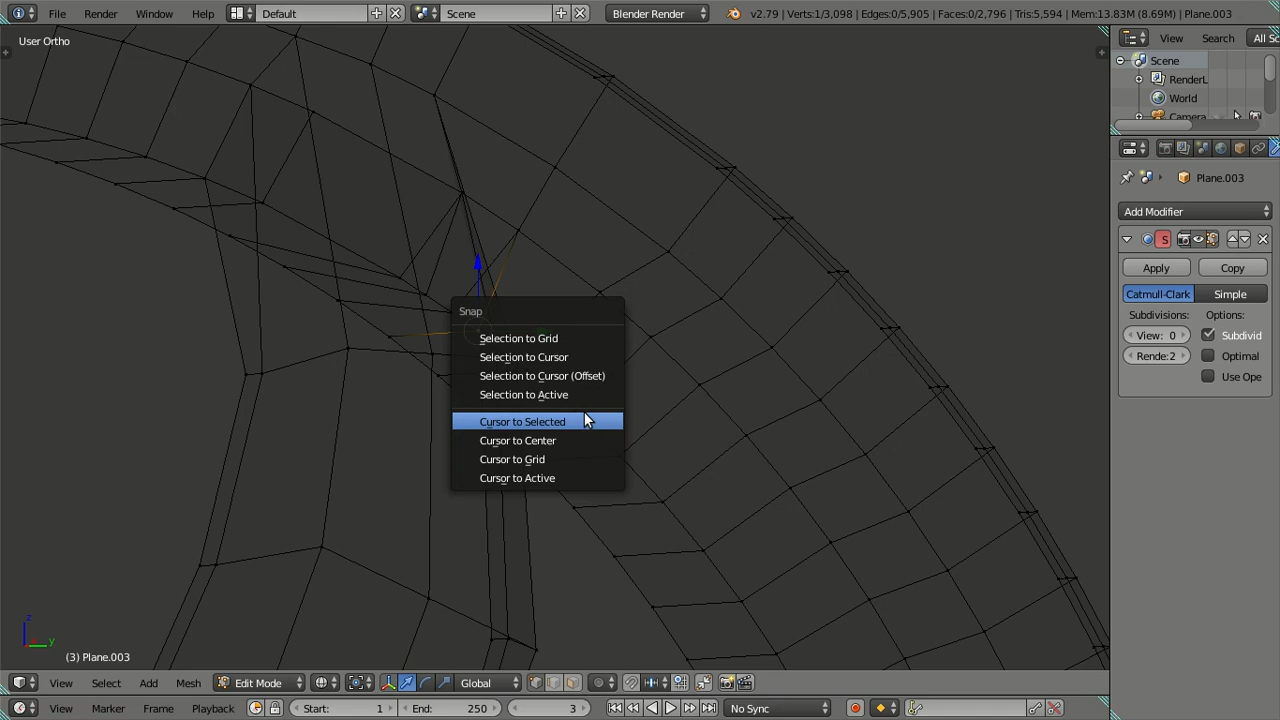 File Render Window Help Default Scene Blender Render v2.79 | Verts:1/3,098 | Edges:0/5,905 | Faces:0/2,796 | Tris:5,594 | Mem:13.83M (8.69M) | Plane.003
User Ortho
View Search All Sc
Scene
RenderL
World
Camera
Plane.003
Add Modifier
S
Apply Copy
Catmull-Clark Simple
Subdivisions: Options:
View: 0 Subdivid
Rende:2 Optimal
Use Ope
Snap
Selection to Grid
Selection to Cursor
Selection to Cursor (Offset)
Selection to Active
Cursor to Selected
Cursor to Center
Cursor to Grid
Cursor to Active
z
y
(3) Plane.003
View Select Add Mesh Edit Mode Global
View Marker Frame Playback Start: 1 End: 250 3 No Sync